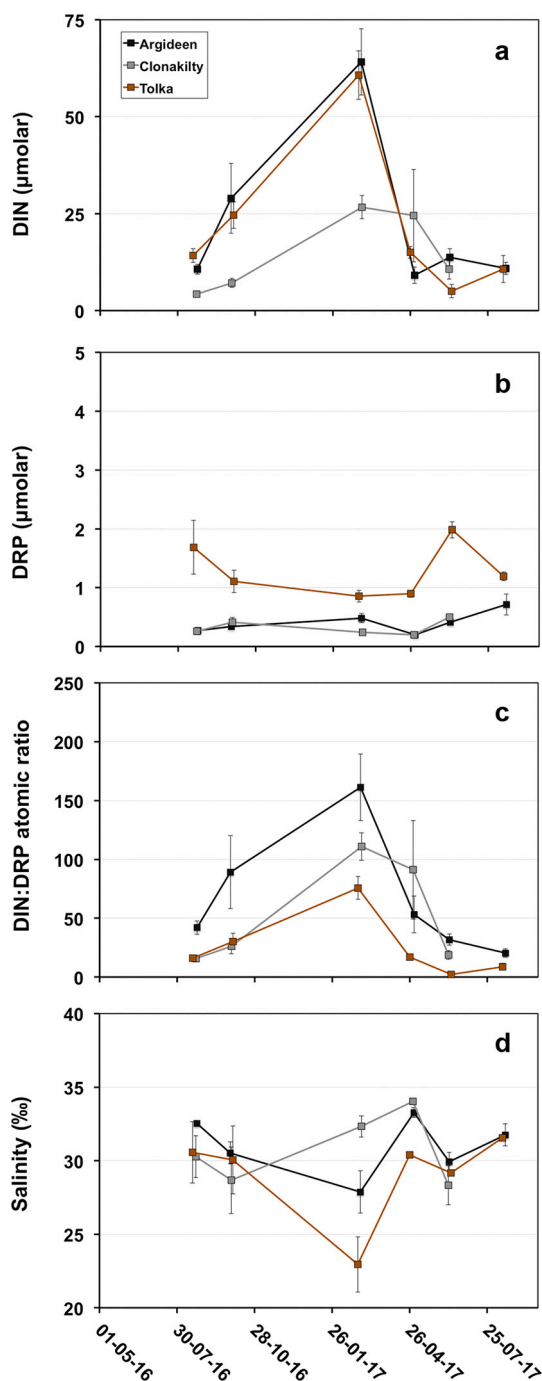 a
Argideen
Clonakilty
Tolka
75
50
25
0
DIN (µmolar)
b
5
4
3
2
1
0
DRP (µmolar)
c
250
200
150
100
50
0
DIN:DRP atomic ratio
d
40
35
30
25
20
Salinity (‰)
01-05-16
30-07-16
28-10-16
26-01-17
26-04-17
25-07-17